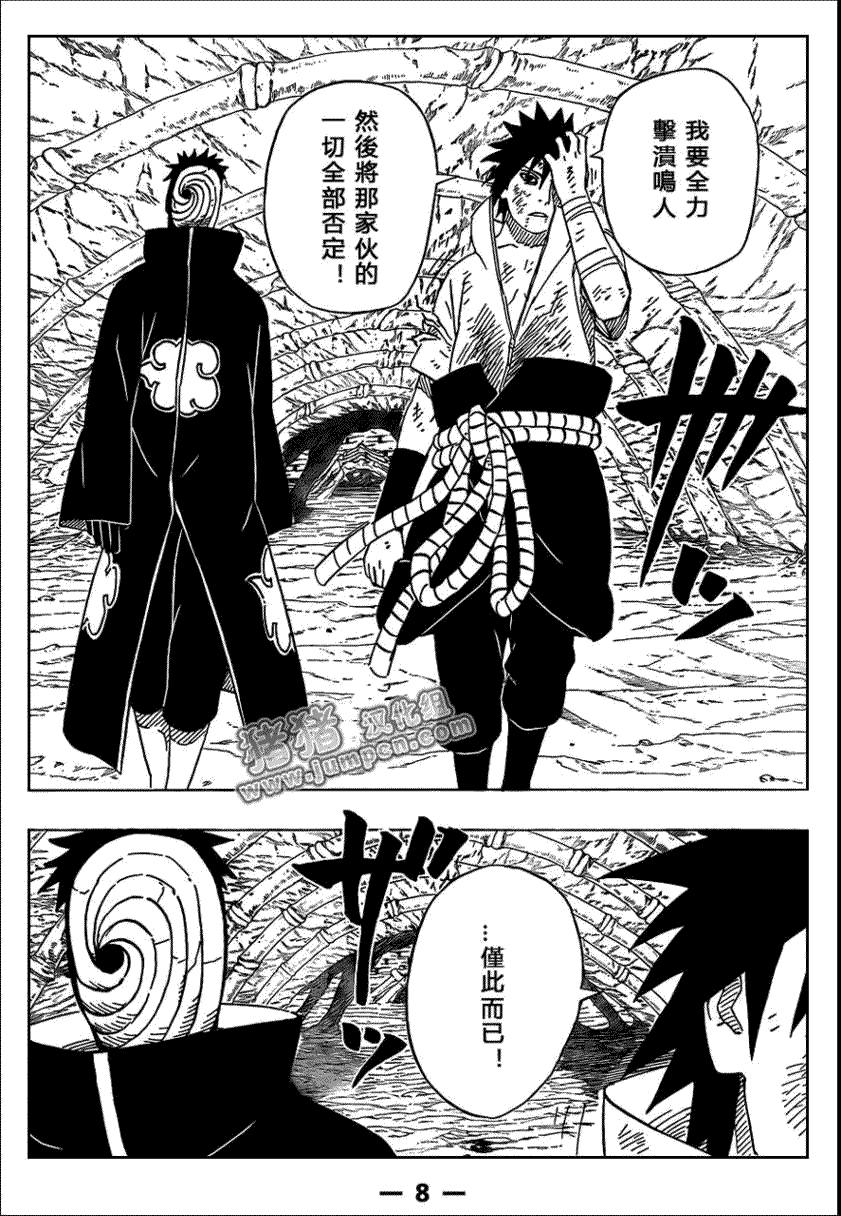 我要全力
擊潰鳴人
然後將那家伙的
一切全部否定！
ザッ
猪猪汉化组
www.jumpcn.com
ザッ
…僅此而已！
— 8 —